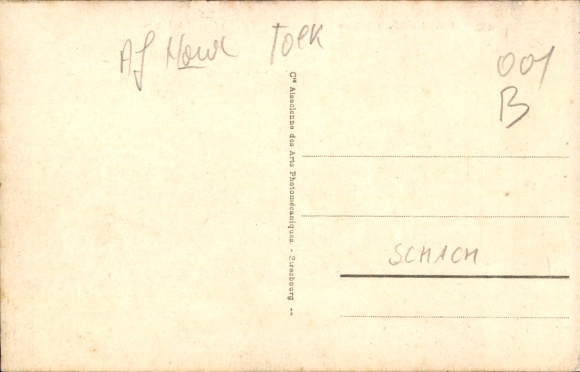 001
B
Cie Alsacienne des Arts Photomécaniques. - Strasbourg --
SCHACH